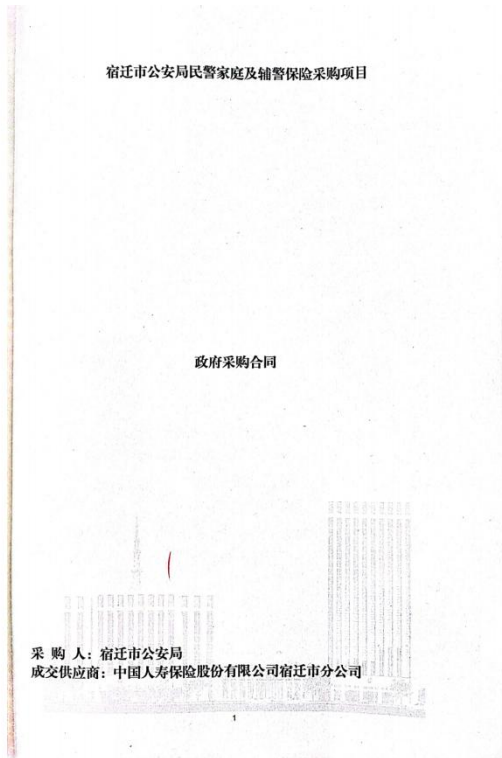 宿迁市公安局民警家庭及辅警保险采购项目
政府采购合同
采 购 人：宿迁市公安局
成交供应商：中国人寿保险股份有限公司宿迁市分公司
1